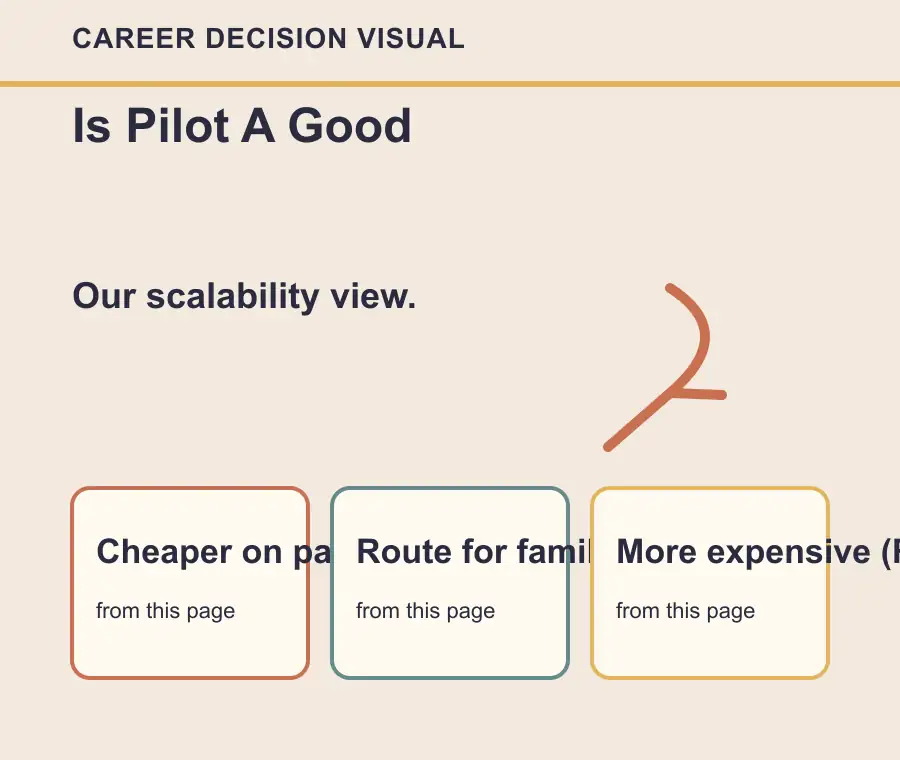 CAREER DECISION VISUAL
Is Pilot A Good
Our scalability view.
Cheaper on pa
Route for famil
More expensive (
from this page
from this page
from this page